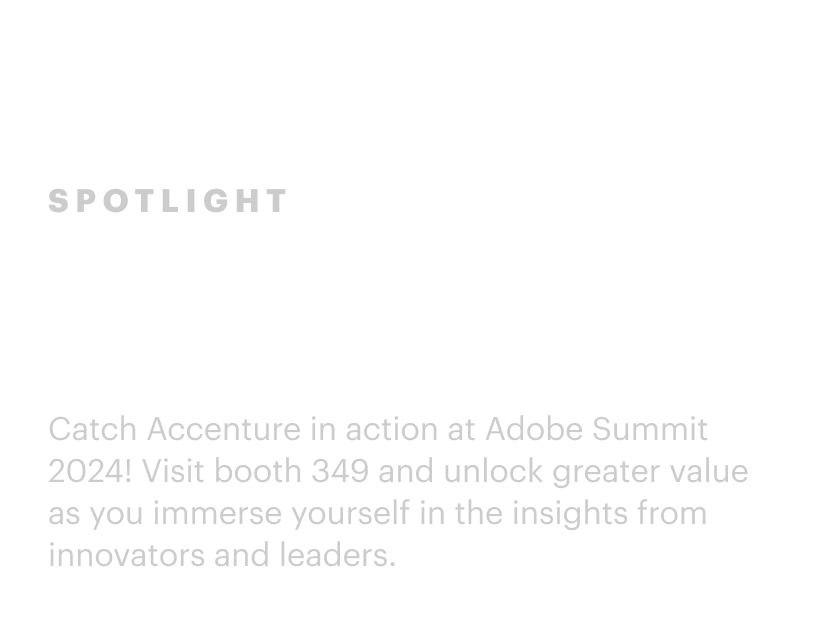 SPOTLIGHT
Catch Accenture in action at Adobe Summit
2024! Visit booth 349 and unlock greater value
as you immerse yourself in the insights from
innovators and leaders.